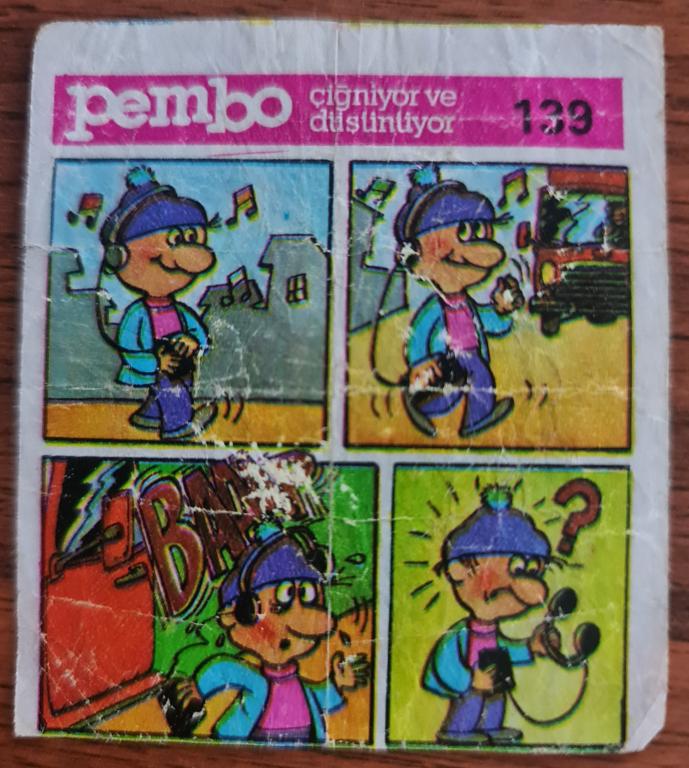 pembo
çiğniyor ve
düşünüyor
139
?